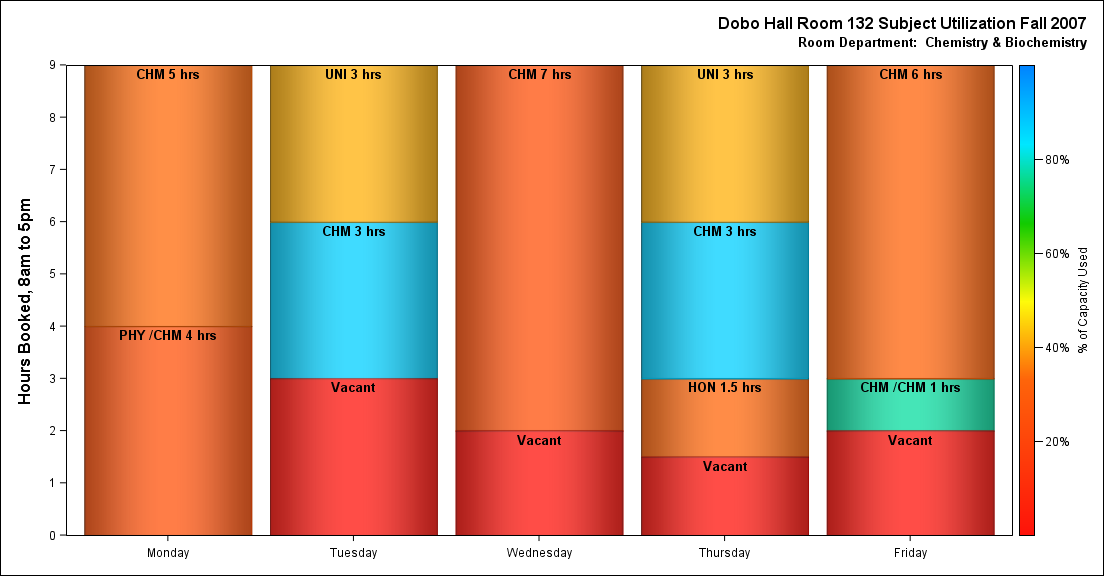 Dobo Hall Room 132 Subject Utilization Fall 2007
Room Department:  Chemistry & Biochemistry
Hours Booked, 8am to 5pm
9
8
7
6
5
4
3
2
1
0
CHM 5 hrs
PHY /CHM 4 hrs
UNI 3 hrs
CHM 3 hrs
Vacant
CHM 7 hrs
Vacant
UNI 3 hrs
CHM 3 hrs
HON 1.5 hrs
Vacant
CHM 6 hrs
CHM /CHM 1 hrs
Vacant
Monday
Tuesday
Wednesday
Thursday
Friday
80%
60%
40%
20%
% of Capacity Used